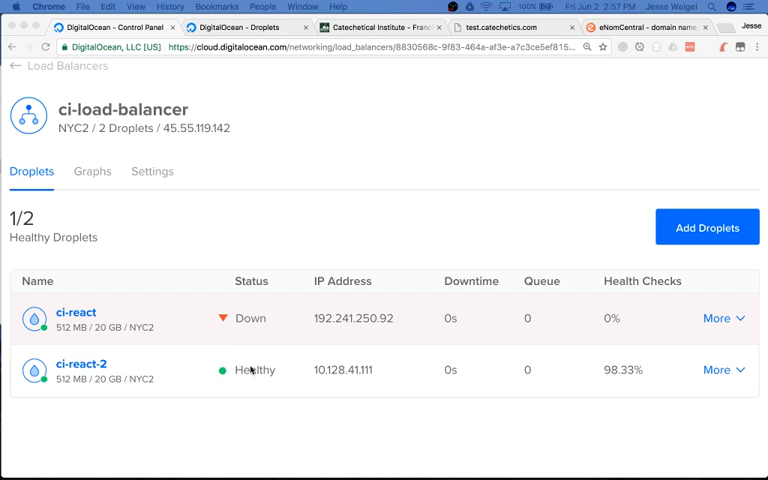 Chrome File Edit View History Bookmarks People Window Help 100% Fri Jun 2 2:57 PM Jesse Weigel
DigitalOcean - Control Panel DigitalOcean - Droplets Catechetical Institute - Fran test.catechetics.com eNomCentral - domain name, Jesse
DigitalOcean, LLC [US] https://cloud.digitalocean.com/networking/load_balancers/8830568c-9f83-464a-af3e-a7c3ce5ef815...
Load Balancers
ci-load-balancer
NYC2 / 2 Droplets / 45.55.119.142
Droplets Graphs Settings
1/2
Healthy Droplets
Add Droplets
Name Status IP Address Downtime Queue Health Checks
ci-react
512 MB / 20 GB / NYC2
Down 192.241.250.92 0s 0 0% More
ci-react-2
512 MB / 20 GB / NYC2
Healthy 10.128.41.111 0s 0 98.33% More